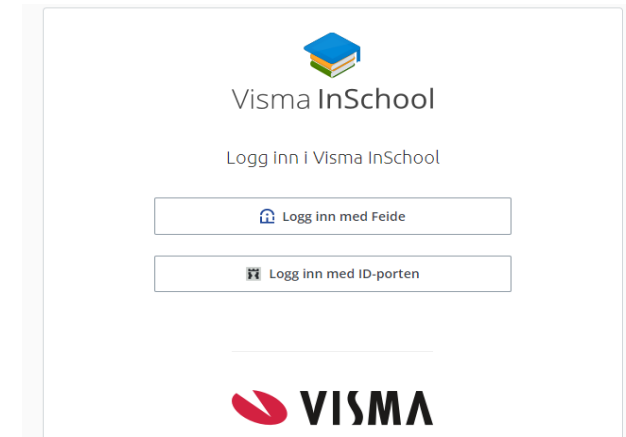 Visma InSchool
Logg inn i Visma InSchool
Logg inn med Feide
Logg inn med ID-porten
VISMA